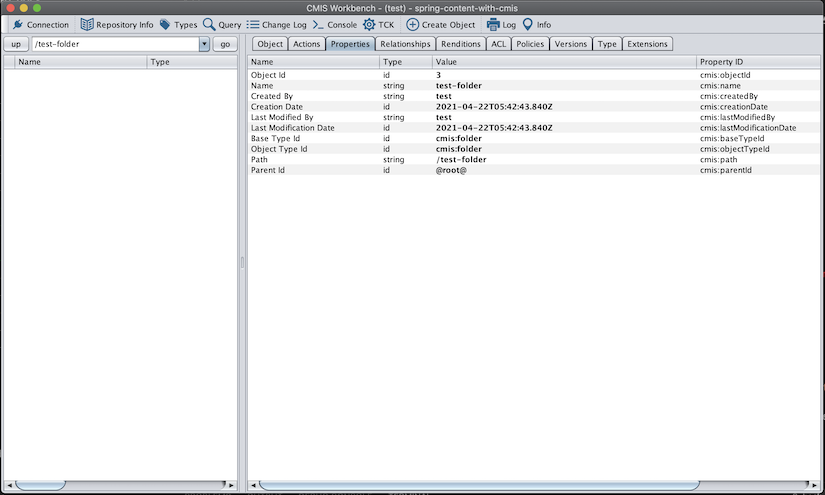 CMIS Workbench - (test) - spring-content-with-cmis
Connection Repository Info Types Query Change Log Console TCK Create Object Log Info
up /test-folder go
Object Actions Properties Relationships Renditions ACL Policies Versions Type Extensions
Name Type
Name Type Value Property ID
Object Id id 3 cmis:objectId
Name string test-folder cmis:name
Created By string test cmis:createdBy
Creation Date id 2021-04-22T05:42:43.840Z cmis:creationDate
Last Modified By string test cmis:lastModifiedBy
Last Modification Date id 2021-04-22T05:42:43.840Z cmis:lastModificationDate
Base Type Id id cmis:folder cmis:baseTypeId
Object Type Id id cmis:folder cmis:objectTypeId
Path string /test-folder cmis:path
Parent Id id @root@ cmis:parentId